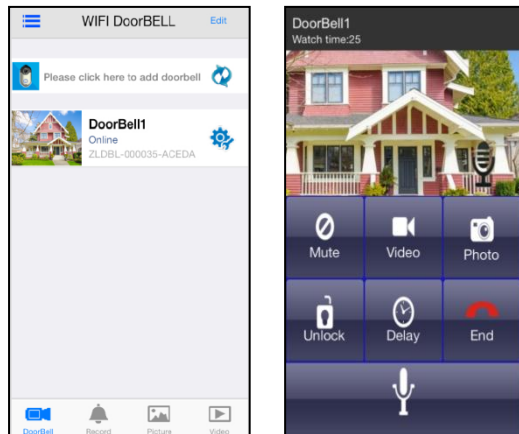 WIFI DoorBELL
Edit
Please click here to add doorbell
DoorBell1
Online
ZLDBL-000035-ACEDA
DoorBell
Record
Picture
Video
DoorBell1
Watch time:25
Mute
Video
Photo
Unlock
Delay
End